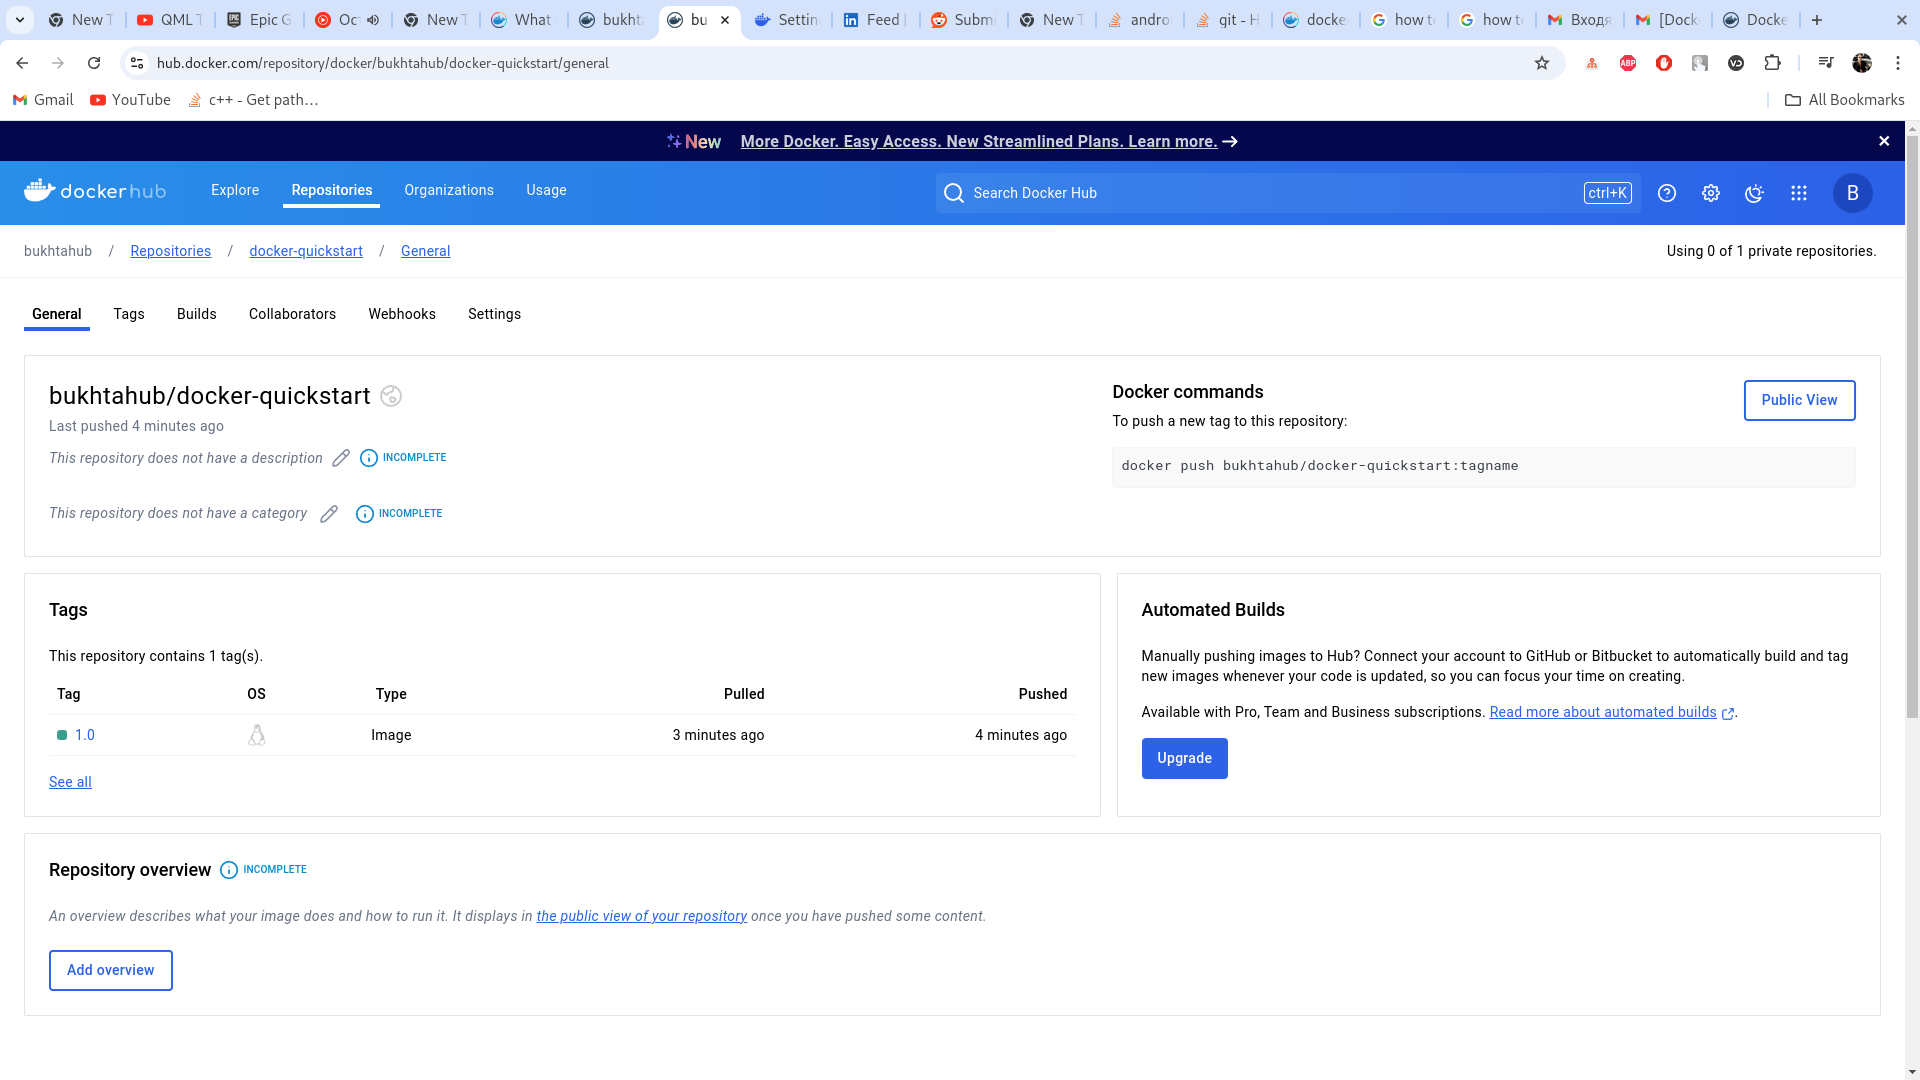 New T
QML T
Epic G
Oct
New T
What
bukhta
bu
Settin
Feed
Submi
New T
andro
git - H
docke
how to
how to
Входя
[Dock
Docke
hub.docker.com/repository/docker/bukhtahub/docker-quickstart/general
ABP
Gmail
YouTube
c++ - Get path…
All Bookmarks
New More Docker. Easy Access. New Streamlined Plans. Learn more.
dockerhub
Explore
Repositories
Organizations
Usage
Search Docker Hub
ctrl+K
B
bukhtahub / Repositories / docker-quickstart / General
Using 0 of 1 private repositories.
General
Tags
Builds
Collaborators
Webhooks
Settings
bukhtahub/docker-quickstart
Last pushed 4 minutes ago
This repository does not have a description
INCOMPLETE
This repository does not have a category
INCOMPLETE
Docker commands
Public View
To push a new tag to this repository:
docker push bukhtahub/docker-quickstart:tagname
Tags
This repository contains 1 tag(s).
Tag OS Type Pulled Pushed
1.0 Image 3 minutes ago 4 minutes ago
See all
Automated Builds
Manually pushing images to Hub? Connect your account to GitHub or Bitbucket to automatically build and tag
new images whenever your code is updated, so you can focus your time on creating.
Available with Pro, Team and Business subscriptions. Read more about automated builds.
Upgrade
Repository overview
INCOMPLETE
An overview describes what your image does and how to run it. It displays in the public view of your repository once you have pushed some content.
Add overview